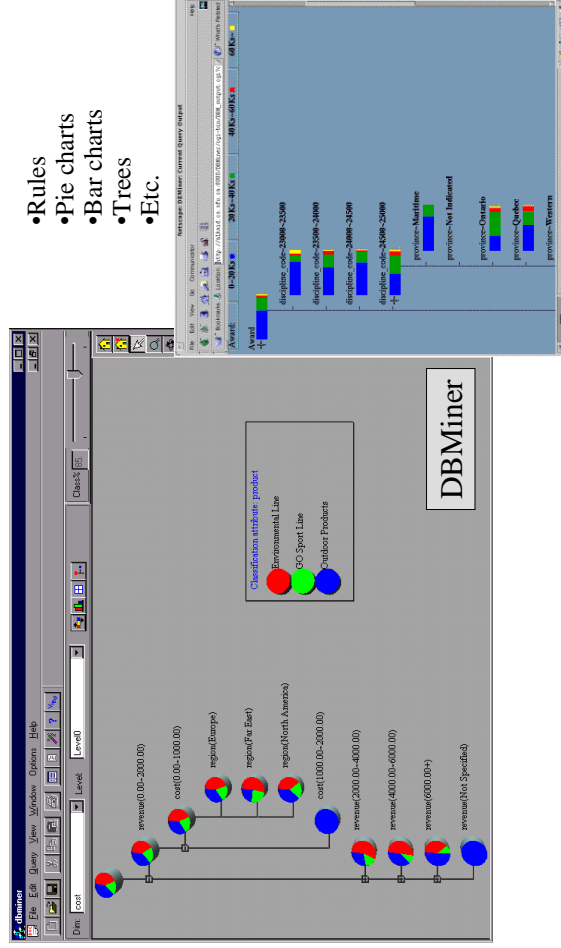 •Rules
•Pie charts
•Bar charts
•Trees
•Etc.
dbminer
File Edit Query View Window Options Help
Dim: cost Level: Level0 Class% 85
revenue(0.00~2000.00)
cost(0.00~1000.00)
region(Europe)
region(Far East)
region(North America)
cost(1000.00~2000.00)
revenue(2000.00~4000.00)
revenue(4000.00~6000.00)
revenue(6000.00+)
revenue(Not Specified)
Classification attribute: product
Environmental Line
GO Sport Line
Outdoor Products
DBMiner
Netscape DBMiner: Current Query Output
File Edit View Go Communicator Help
Bookmarks Location: What's Related
Award: 0~20Ks 20Ks~40Ks 40Ks~60Ks 60Ks~
Award
discipline_code~23000~23500
discipline_code~23500~24000
discipline_code~24000~24500
discipline_code~24500~25000
province~Maritime
province~Not Indicated
province~Ontario
province~Quebec
province~Western